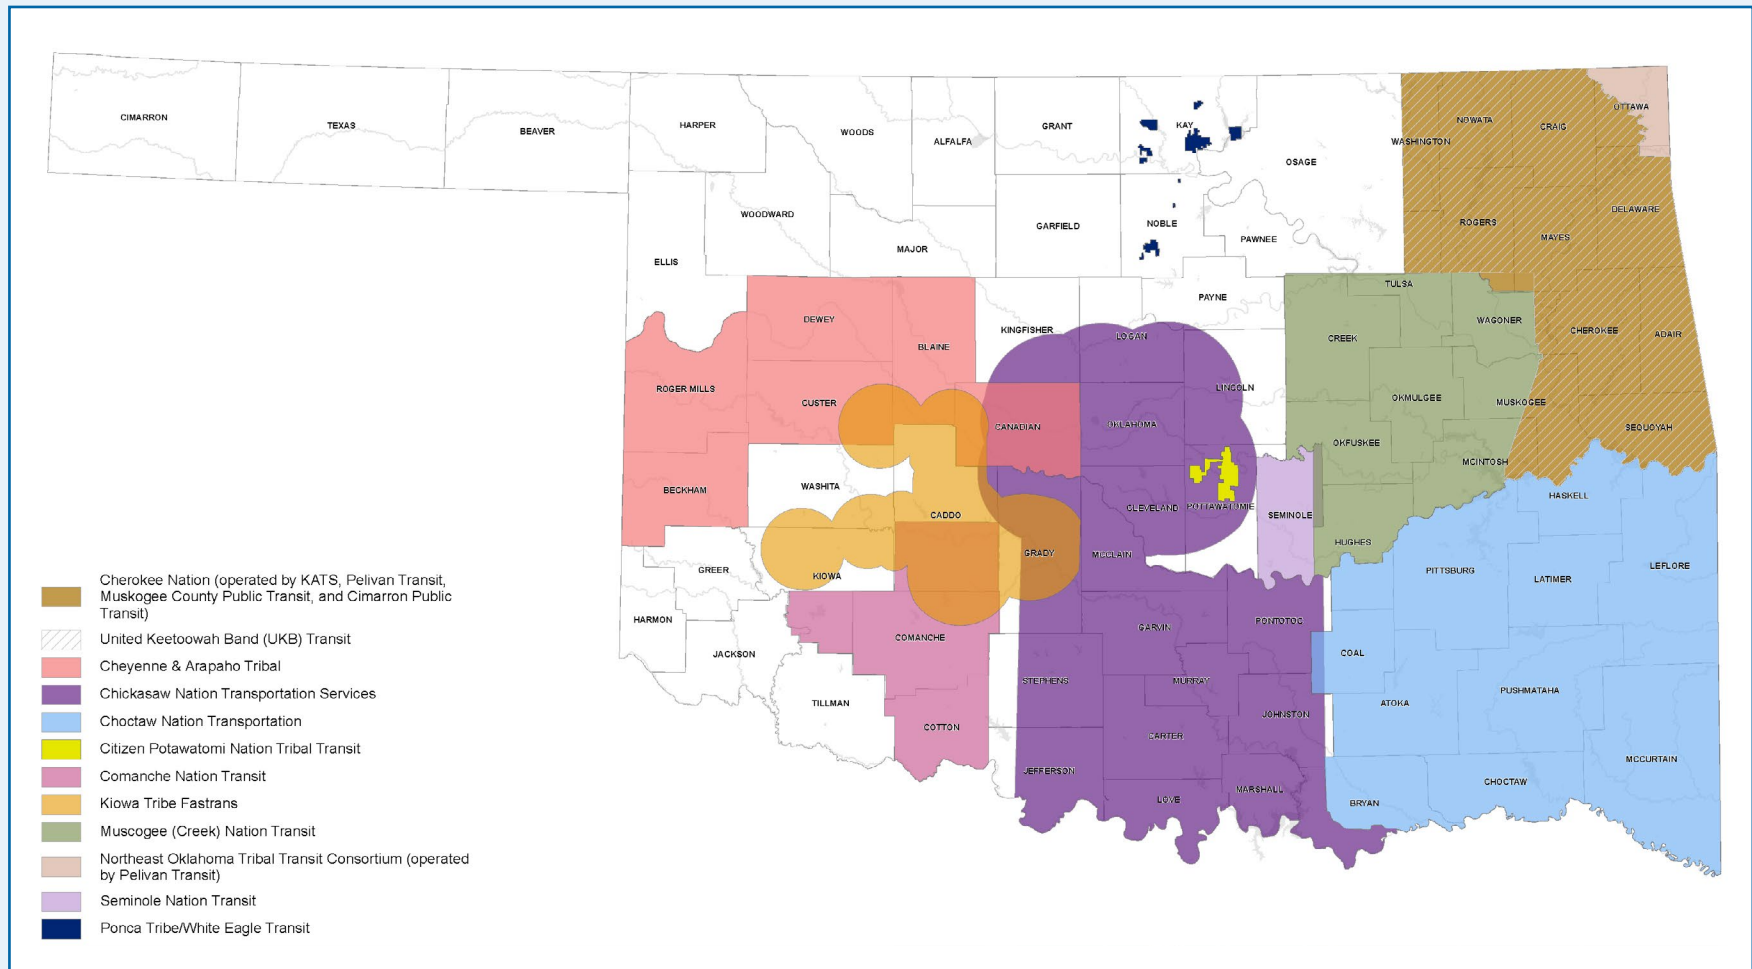 CIMARRON
TEXAS
BEAVER
HARPER
WOODS
ALFALFA
GRANT
KAY
OSAGE
WASHINGTON
NOWATA
CRAIG
OTTAWA
WOODWARD
ELLIS
MAJOR
GARFIELD
NOBLE
PAWNEE
ROGERS
MAYES
DELAWARE
DEWEY
BLAINE
KINGFISHER
LOGAN
PAYNE
CREEK
TULSA
WAGONER
CHEROKEE
ADAIR
ROGER MILLS
CUSTER
CANADIAN
OKLAHOMA
LINCOLN
OKMULGEE
MUSKOGEE
SEQUOYAH
OKFUSKEE
MCINTOSH
BECKHAM
WASHITA
CADDO
CLEVELAND
POTTAWATOMIE
SEMINOLE
HASKELL
GREER
KIOWA
GRADY
MCCLAIN
HUGHES
PITTSBURG
LATIMER
LEFLORE
HARMON
JACKSON
COMANCHE
GARVIN
PONTOTOC
COAL
TILLMAN
STEPHENS
MURRAY
ATOKA
PUSHMATAHA
COTTON
CARTER
JOHNSTON
JEFFERSON
LOVE
MARSHALL
BRYAN
CHOCTAW
MCCURTAIN
Cherokee Nation (operated by KATS, Pelivan Transit,
Muskogee County Public Transit, and Cimarron Public
Transit)
United Keetoowah Band (UKB) Transit
Cheyenne & Arapaho Tribal
Chickasaw Nation Transportation Services
Choctaw Nation Transportation
Citizen Potawatomi Nation Tribal Transit
Comanche Nation Transit
Kiowa Tribe Fastrans
Muscogee (Creek) Nation Transit
Northeast Oklahoma Tribal Transit Consortium (operated
by Pelivan Transit)
Seminole Nation Transit
Ponca Tribe/White Eagle Transit